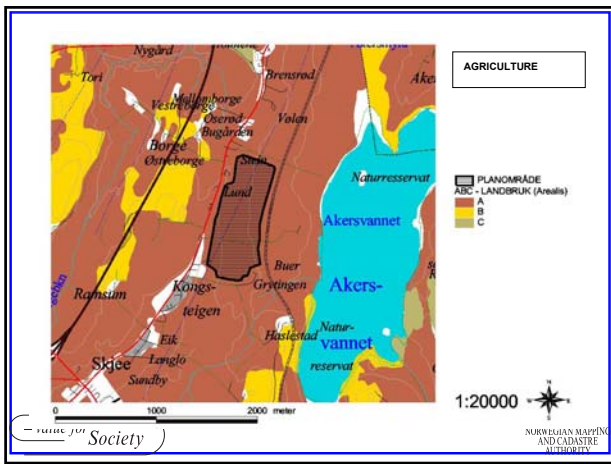 AGRICULTURE
Nygård
Tori
Brensrød
Mellomborge
Vestreborge
Oserød
Bugården
Vølen
Borge
Østreborge
Lund
Naturreservat
Akersvannet
Buer
Grytingen
Akers-
Ramsum
Kongs-
teigen
Haslestad
Natur-
vannet
reservat
Eik
Langlo
Skjee
Sundby
PLANOMRÅDE
ABC - LANDBRUK (Arealis)
A
B
C
0 1000 2000 meter
1:20000
N
W E
S
– value for Society
NORWEGIAN MAPPING
AND CADASTRE
AUTHORITY